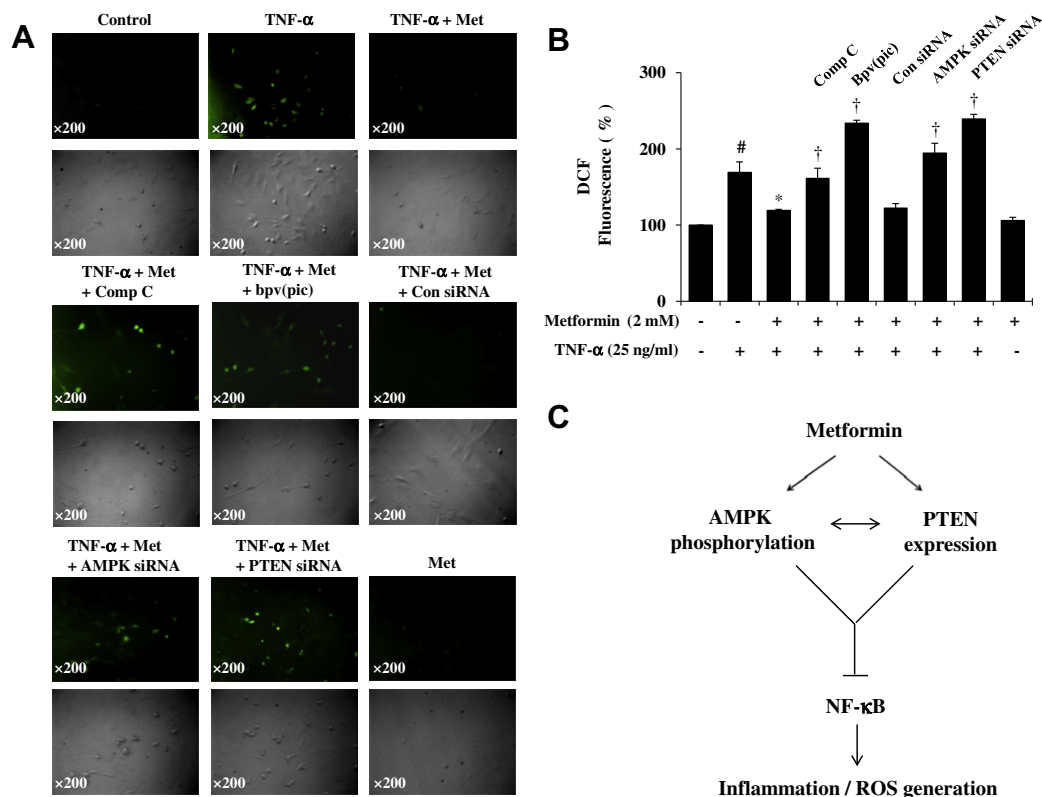 A
Control
TNF-α
TNF-α + Met
×200
×200
×200
×200
×200
×200
TNF-α + Met
+ Comp C
TNF-α + Met
+ bpv(pic)
TNF-α + Met
+ Con siRNA
×200
×200
×200
×200
×200
×200
TNF-α + Met
+ AMPK siRNA
TNF-α + Met
+ PTEN siRNA
Met
×200
×200
×200
×200
×200
×200
B
Comp C
Bpv(pic)
Con siRNA
AMPK siRNA
PTEN siRNA
DCF
Fluorescence ( % )
300
200
100
0
# * † † † †
Metformin (2 mM) - - + + + + + + +
TNF-α (25 ng/ml) - + + + + + + + -
C
Metformin
AMPK
phosphorylation
PTEN
expression
NF-κB
Inflammation / ROS generation